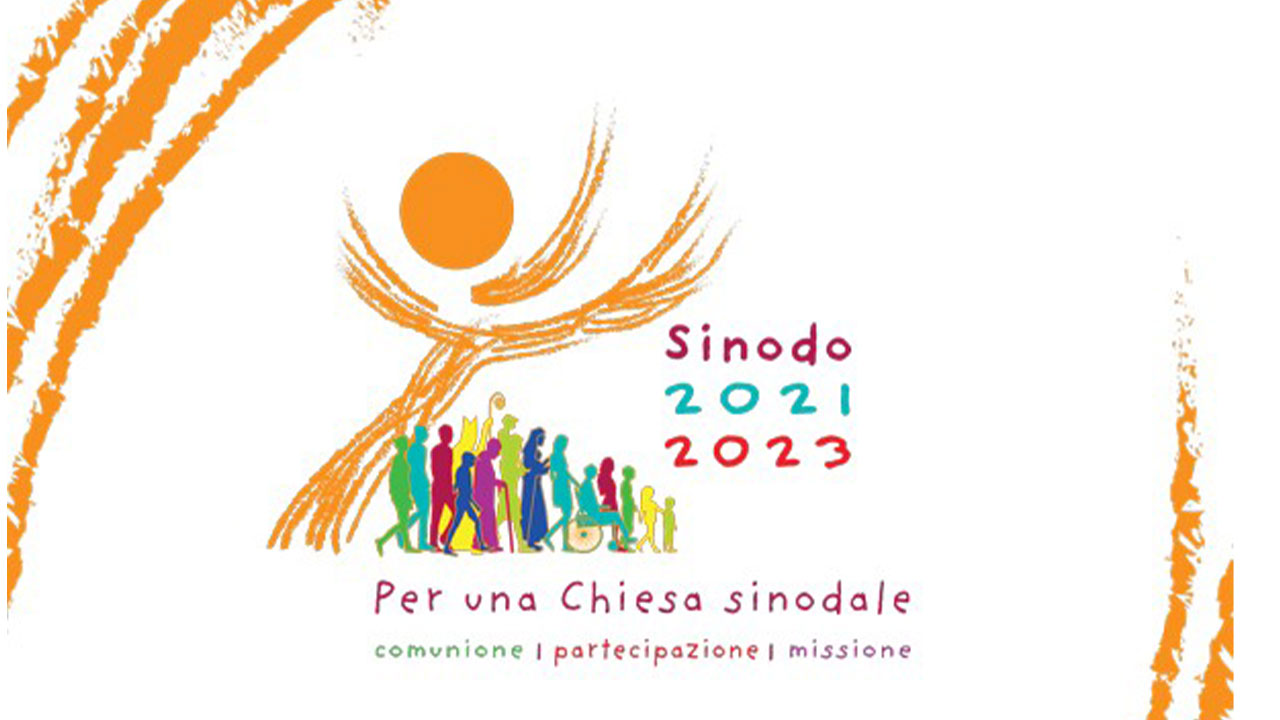 Sinodo
2021
2023
Per una Chiesa sinodale
comunione | partecipazione | missione